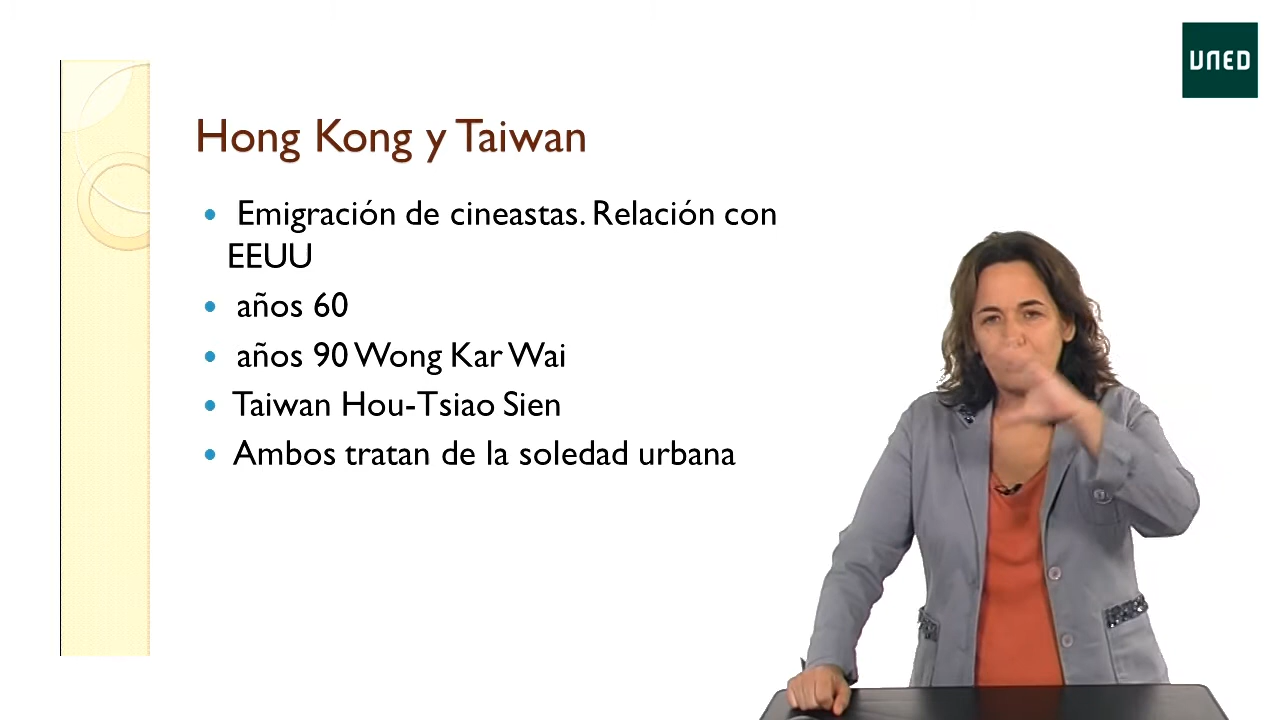 UNED
Hong Kong y Taiwan
• Emigración de cineastas. Relación con
EEUU
• años 60
• años 90 Wong Kar Wai
• Taiwan Hou-Tsiao Sien
• Ambos tratan de la soledad urbana